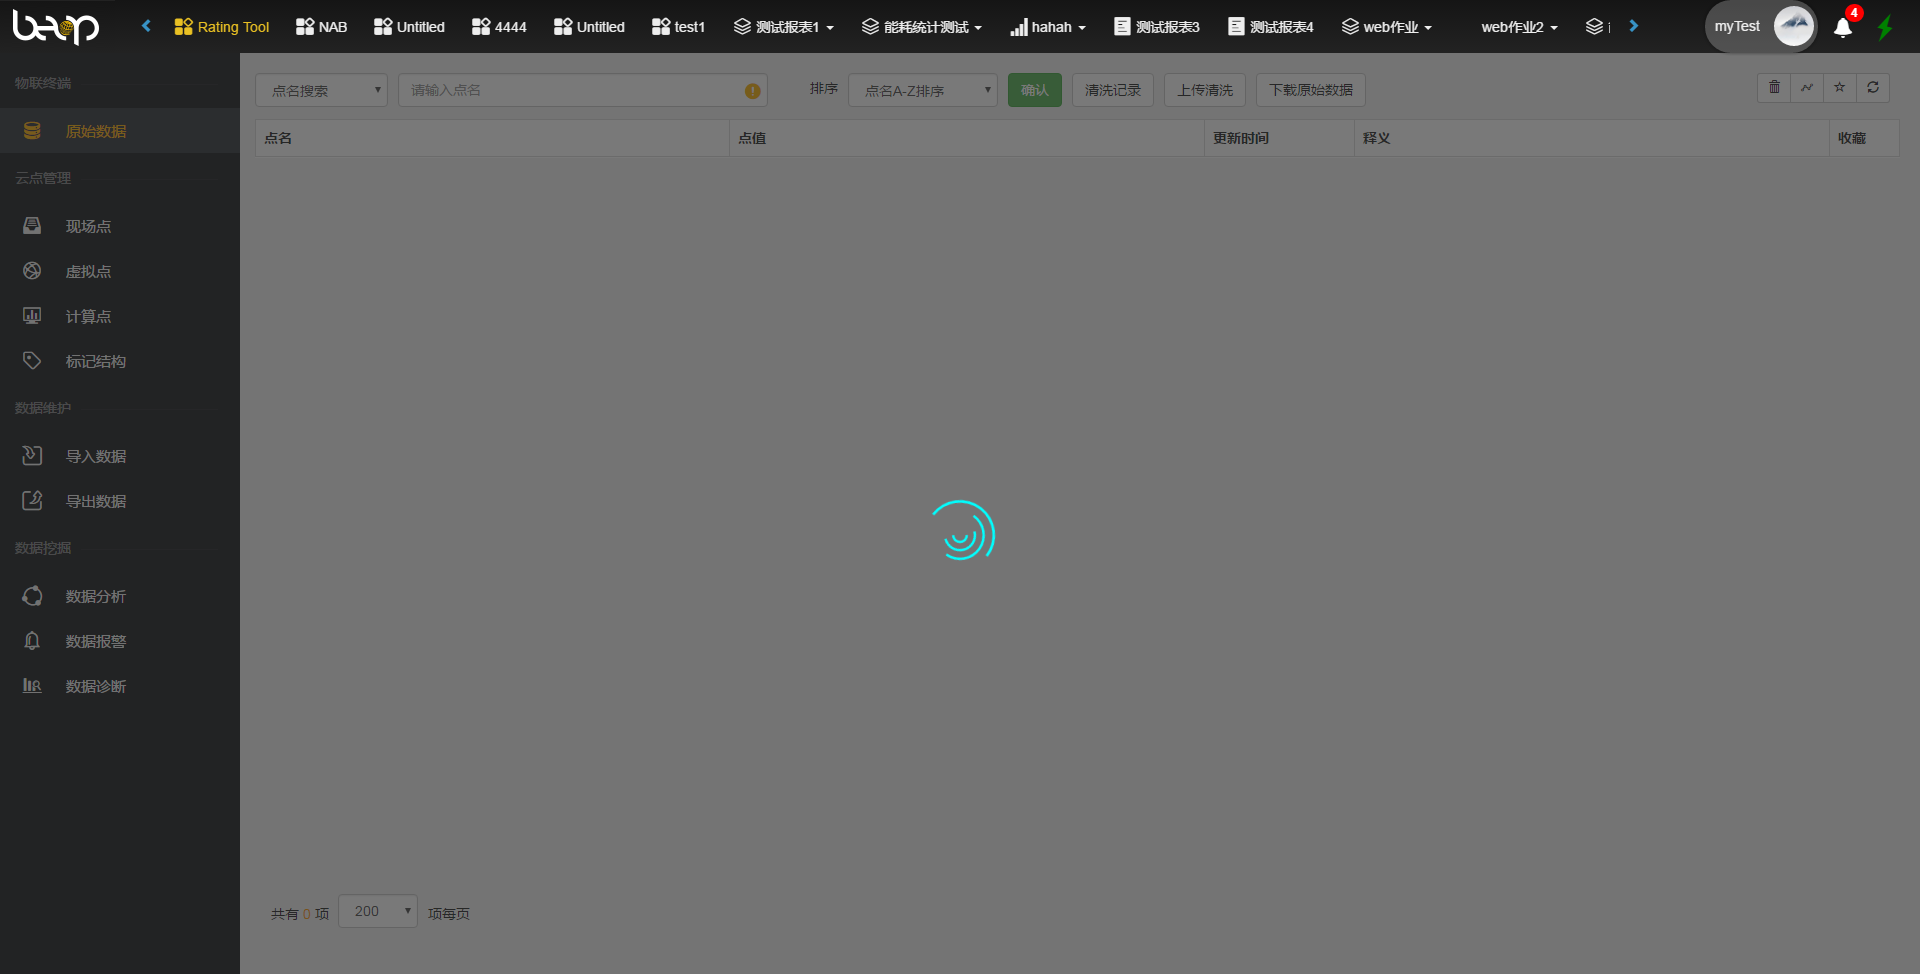 beop
Rating Tool
NAB
Untitled
4444
Untitled
test1
测试报表1
能耗统计测试
hahah
测试报表3
测试报表4
web作业
web作业2
myTest
4
物联终端
原始数据
云点管理
现场点
虚拟点
计算点
标记结构
数据维护
导入数据
导出数据
数据挖掘
数据分析
数据报警
数据诊断
点名搜索
请输入点名
排序
点名A-Z排序
确认
清洗记录
上传清洗
下载原始数据
点名
点值
更新时间
释义
收藏
共有 0 项
200
项每页